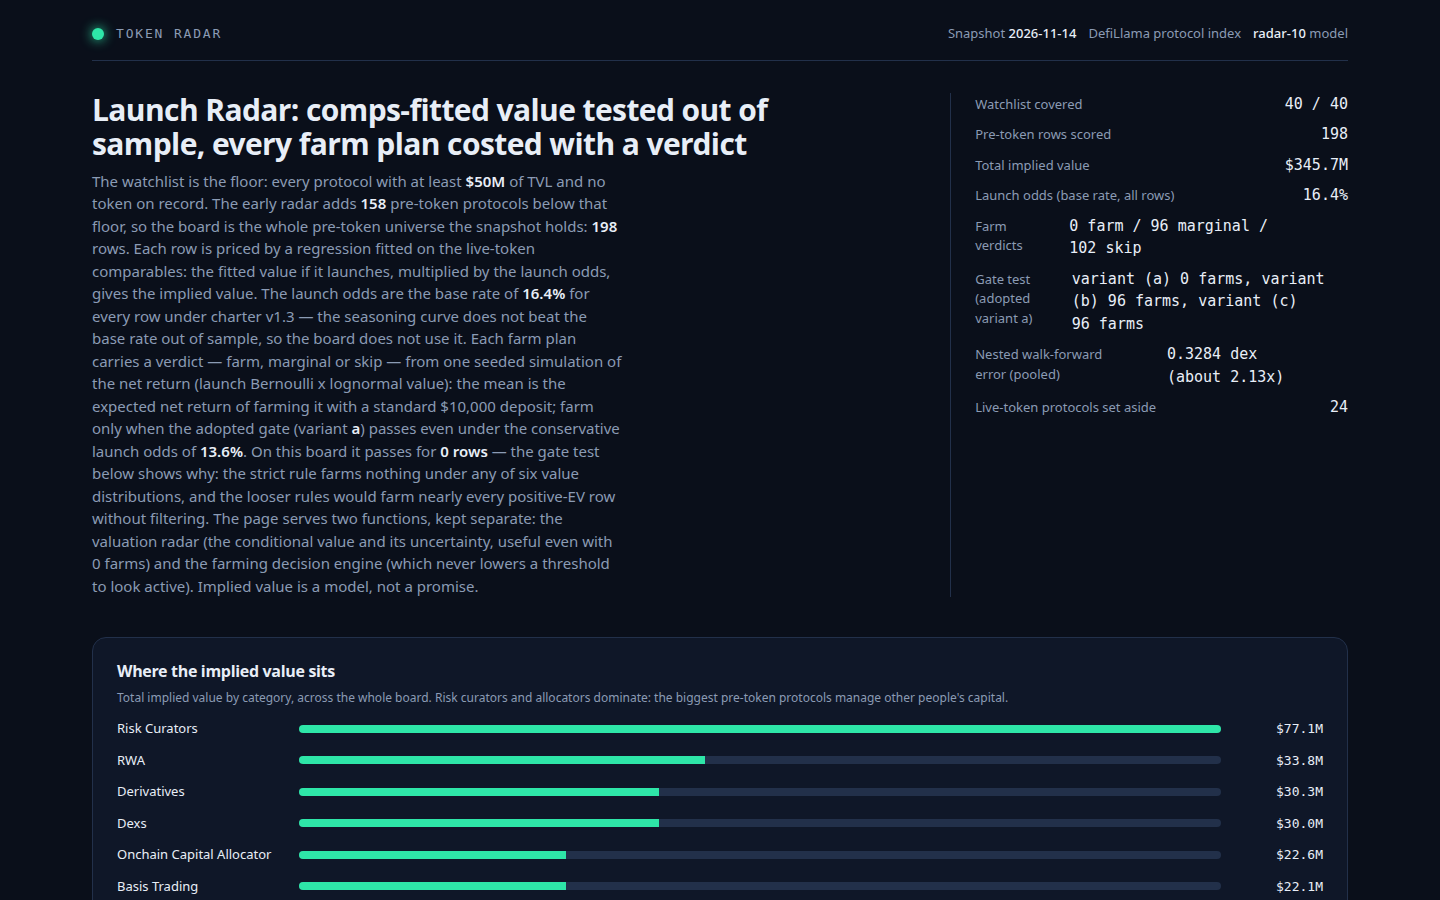 TOKEN RADAR
Snapshot 2026-11-14 DefiLlama protocol index radar-10 model
Launch Radar: comps-fitted value tested out of
sample, every farm plan costed with a verdict
The watchlist is the floor: every protocol with at least $50M of TVL and no
token on record. The early radar adds 158 pre-token protocols below that
floor, so the board is the whole pre-token universe the snapshot holds: 198
rows. Each row is priced by a regression fitted on the live-token
comparables: the fitted value if it launches, multiplied by the launch odds,
gives the implied value. The launch odds are the base rate of 16.4% for
every row under charter v1.3 — the seasoning curve does not beat the
base rate out of sample, so the board does not use it. Each farm plan
carries a verdict — farm, marginal or skip — from one seeded simulation of
the net return (launch Bernoulli x lognormal value): the mean is the
expected net return of farming it with a standard $10,000 deposit; farm
only when the adopted gate (variant a) passes even under the conservative
launch odds of 13.6%. On this board it passes for 0 rows — the gate test
below shows why: the strict rule farms nothing under any of six value
distributions, and the looser rules would farm nearly every positive-EV row
without filtering. The page serves two functions, kept separate: the
valuation radar (the conditional value and its uncertainty, useful even with
0 farms) and the farming decision engine (which never lowers a threshold
to look active). Implied value is a model, not a promise.
Watchlist covered 40 / 40
Pre-token rows scored 198
Total implied value $345.7M
Launch odds (base rate, all rows) 16.4%
Farm verdicts 0 farm / 96 marginal /
102 skip
Gate test (adopted variant a) variant (a) 0 farms, variant
(b) 96 farms, variant (c)
96 farms
Nested walk-forward error (pooled) 0.3284 dex
(about 2.13x)
Live-token protocols set aside 24
Where the implied value sits
Total implied value by category, across the whole board. Risk curators and allocators dominate: the biggest pre-token protocols manage other people's capital.
Risk Curators $77.1M
RWA $33.8M
Derivatives $30.3M
Dexs $30.0M
Onchain Capital Allocator $22.6M
Basis Trading $22.1M